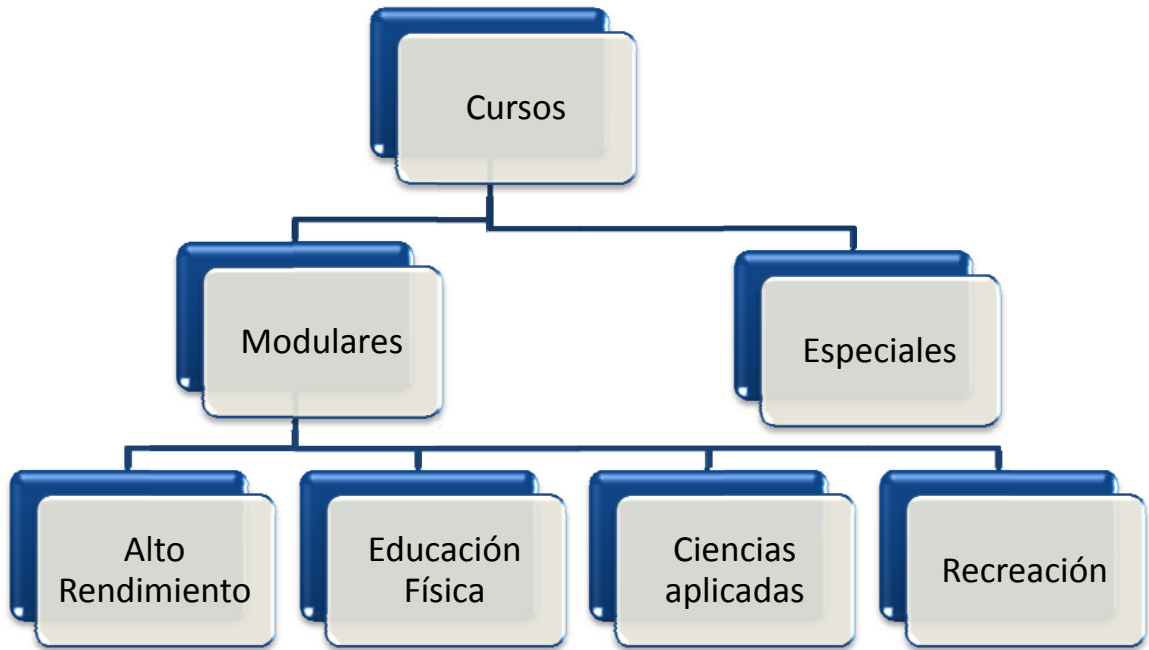 Cursos
Modulares
Especiales
Alto
Rendimiento
Educación
Física
Ciencias
aplicadas
Recreación